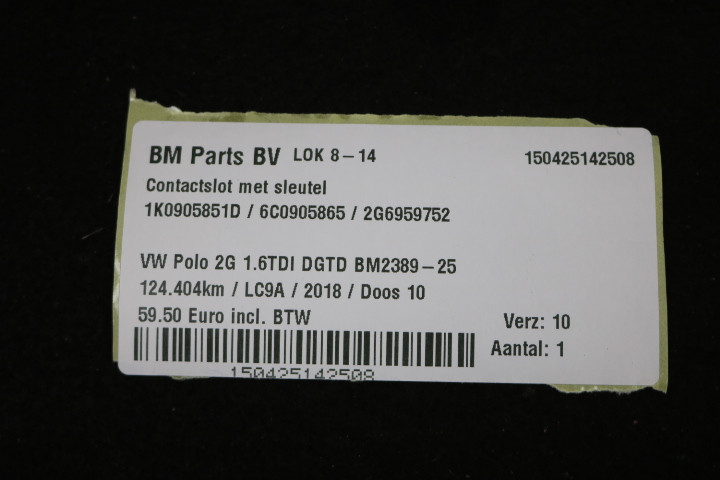 BM Parts BV LOK 8-14 150425142508
Contactslot met sleutel
1K0905851D / 6C0905865 / 2G6959752
VW Polo 2G 1.6TDI DGTD BM2389-25
124.404km / LC9A / 2018 / Doos 10
59.50 Euro incl. BTW Verz: 10
Aantal: 1
150425142508